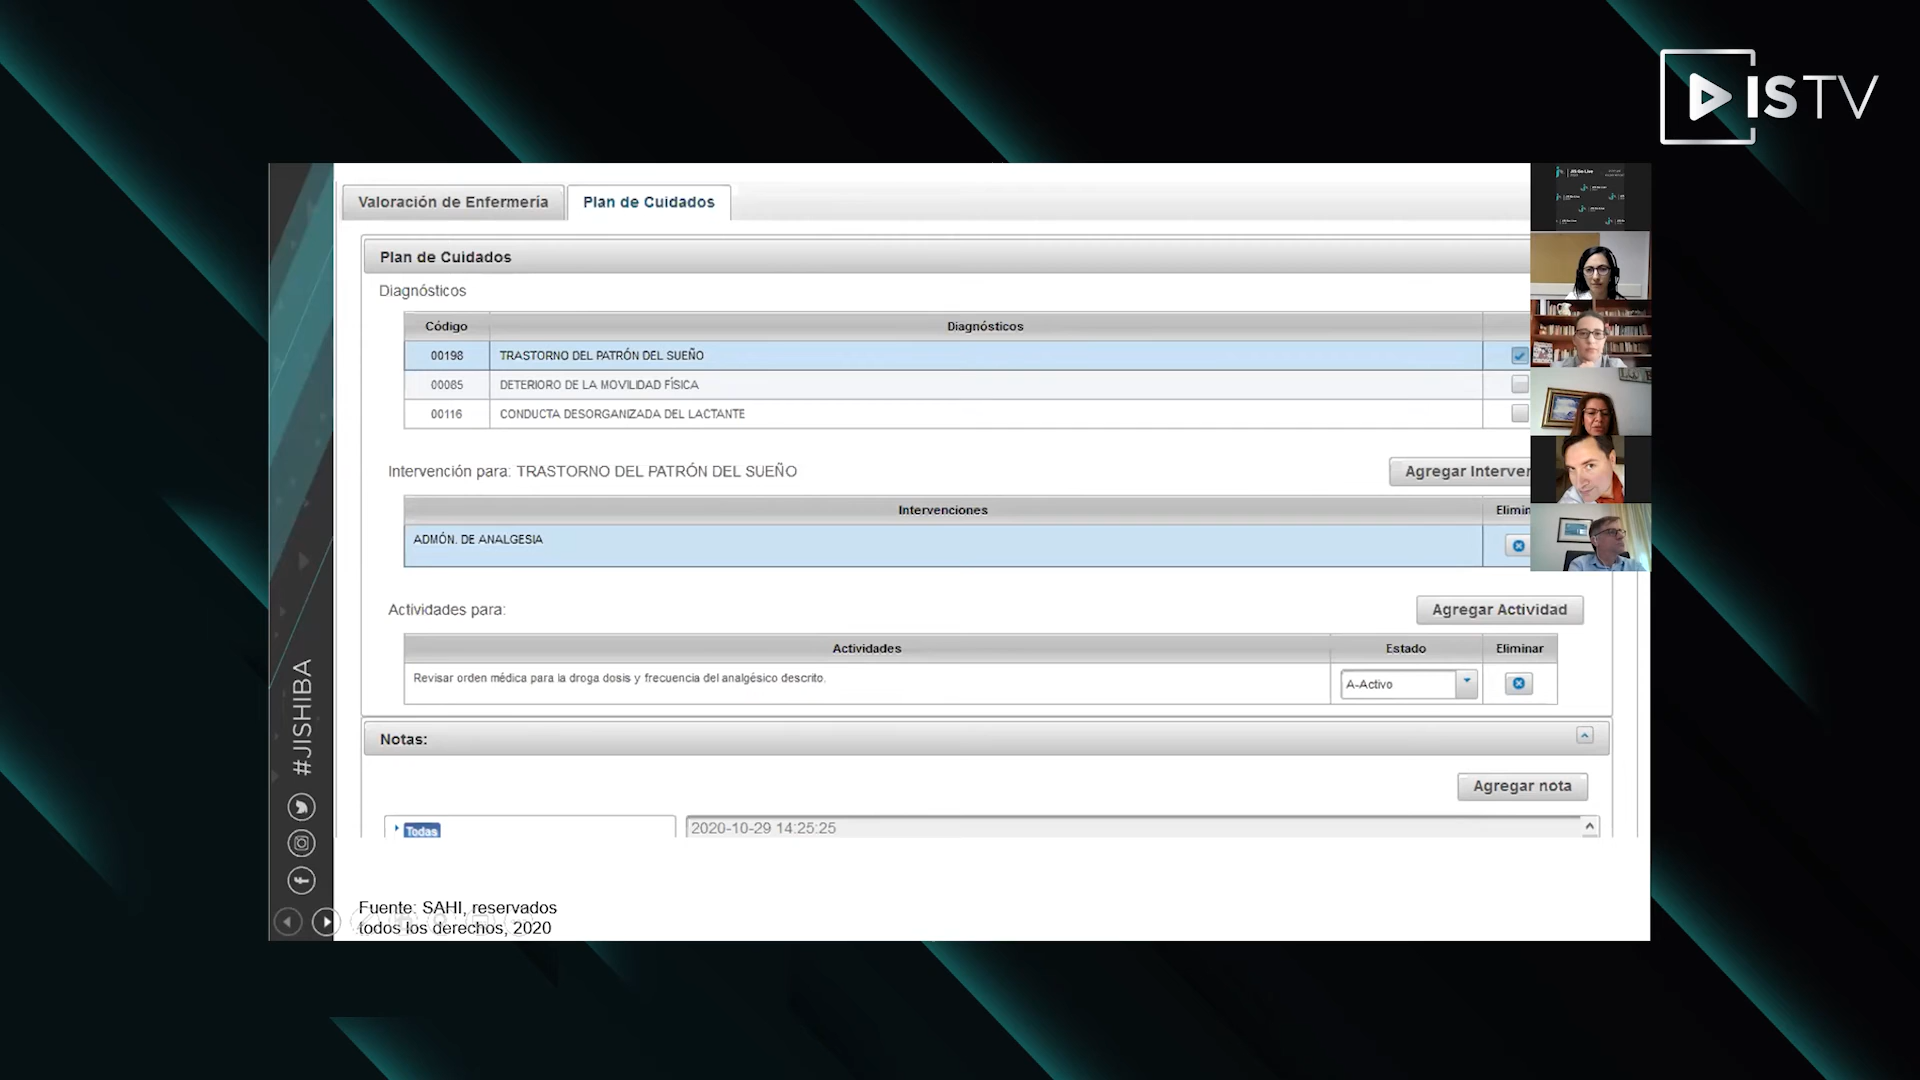 ISTV
Valoración de Enfermería
Plan de Cuidados
Plan de Cuidados
Diagnósticos
Código Diagnósticos
00198 TRASTORNO DEL PATRÓN DEL SUEÑO
00085 DETERIORO DE LA MOVILIDAD FÍSICA
00116 CONDUCTA DESORGANIZADA DEL LACTANTE
Intervención para: TRASTORNO DEL PATRÓN DEL SUEÑO Agregar Interven
Intervenciones Elimin
ADMÓN. DE ANALGESIA
Actividades para: Agregar Actividad
Actividades Estado Eliminar
Revisar orden médica para la droga dosis y frecuencia del analgésico descrito. A-Activo
Notas:
Agregar nota
Todas 2020-10-29 14:25:25
#JISHIBA
Fuente: SAHI, reservados
todos los derechos, 2020